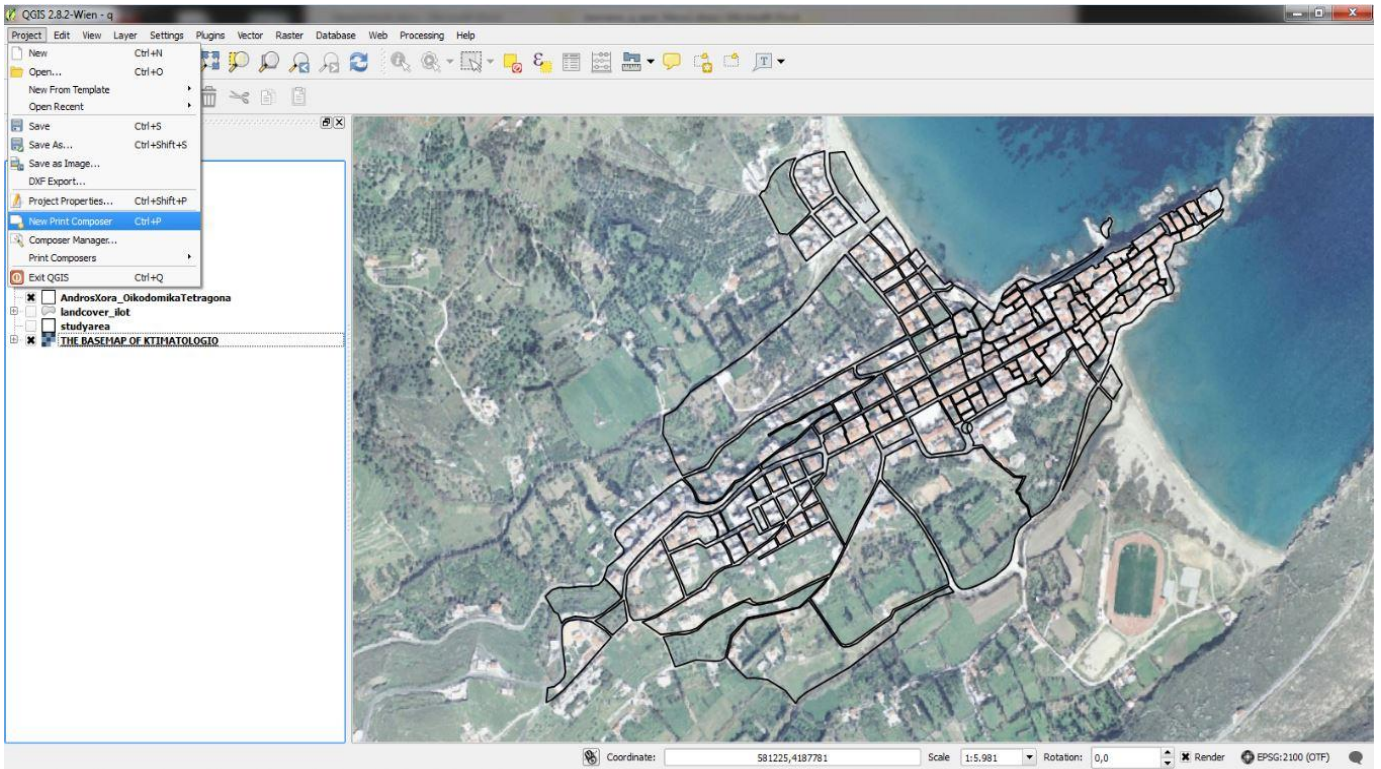 QGIS 2.8.2-Wien - q
Project Edit View Layer Settings Plugins Vector Raster Database Web Processing Help
New Ctrl+N
Open... Ctrl+O
New From Template
Open Recent
Save Ctrl+S
Save As... Ctrl+Shift+S
Save as Image...
DXF Export...
Project Properties... Ctrl+Shift+P
New Print Composer Ctrl+P
Composer Manager...
Print Composers
Exit QGIS Ctrl+Q
AndrosXora_OikodomikaTetragona
landcover_ilot
studyarea
THE BASEMAP OF KTIMATOLOGIO
Coordinate: 581225,4187781 Scale 1:5.981 Rotation: 0,0 Render EPSG:2100 (OTF)